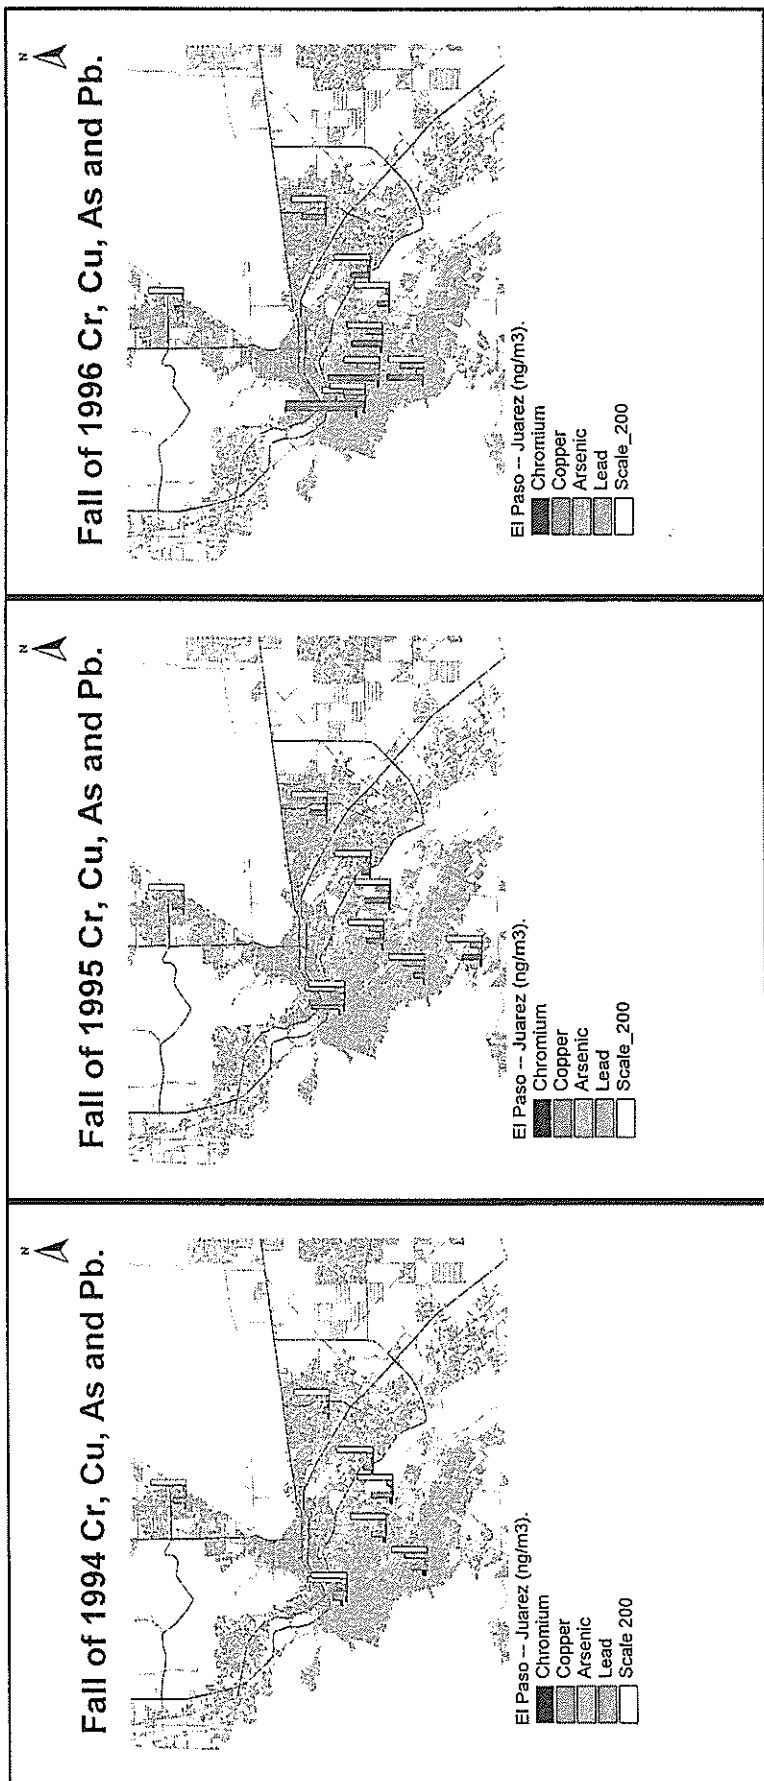 Fall of 1994 Cr, Cu, As and Pb.
N
El Paso -- Juarez (ng/m3).
Chromium
Copper
Arsenic
Lead
Scale 200
Fall of 1995 Cr, Cu, As and Pb.
N
El Paso -- Juarez (ng/m3).
Chromium
Copper
Arsenic
Lead
Scale_200
Fall of 1996 Cr, Cu, As and Pb.
N
El Paso -- Juarez (ng/m3).
Chromium
Copper
Arsenic
Lead
Scale_200